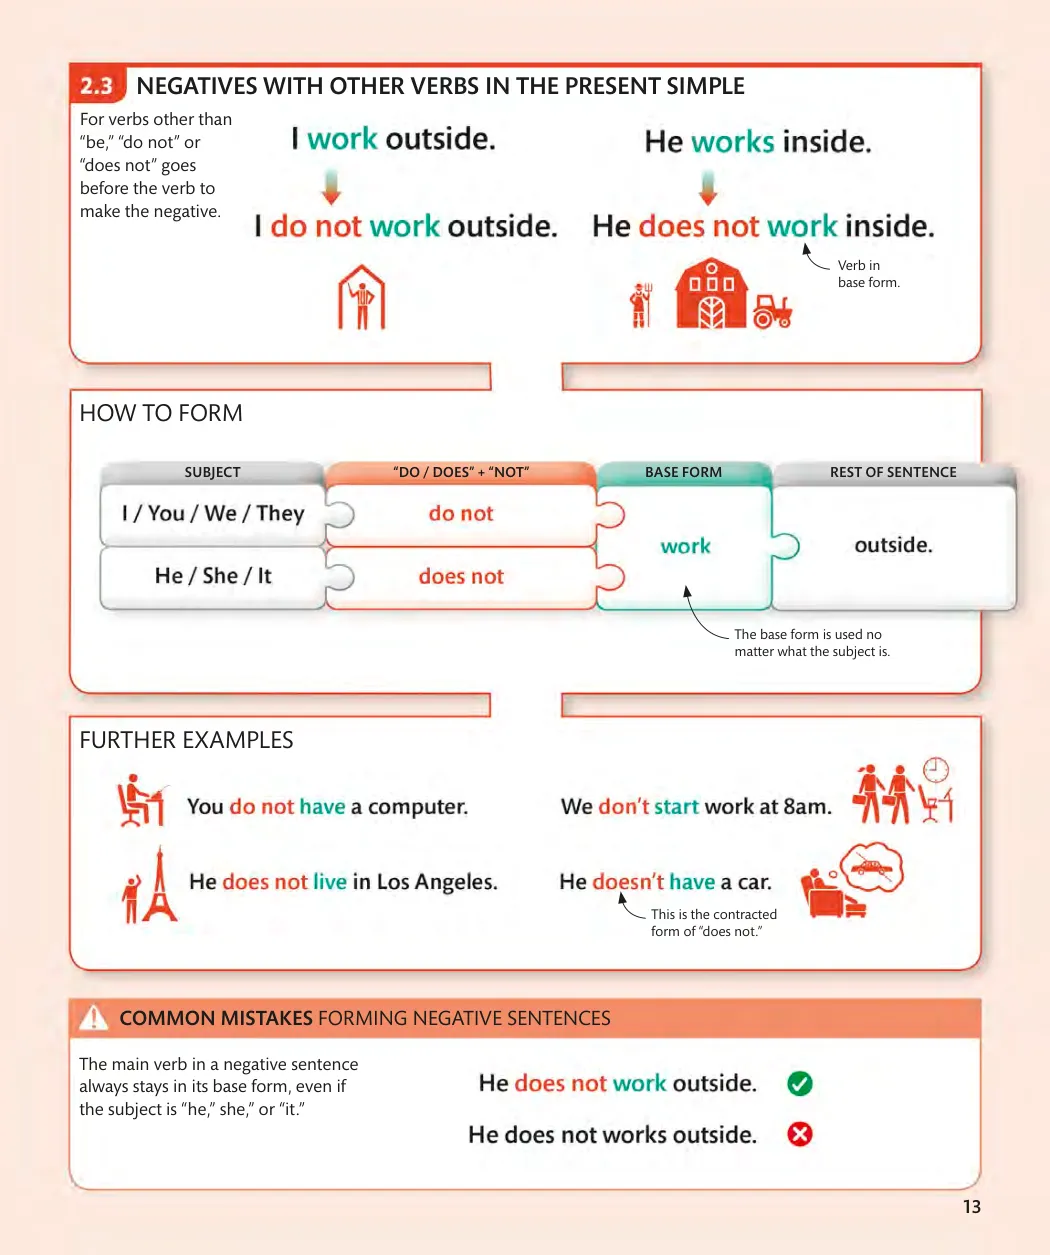 2.3 NEGATIVES WITH OTHER VERBS IN THE PRESENT SIMPLE
For verbs other than
“be,” “do not” or
“does not” goes
before the verb to
make the negative.
I work outside.
I do not work outside.
He works inside.
He does not work inside.
Verb in
base form.
HOW TO FORM
SUBJECT “DO / DOES” + “NOT” BASE FORM REST OF SENTENCE
I / You / We / They do not
work outside.
He / She / It does not
The base form is used no
matter what the subject is.
FURTHER EXAMPLES
You do not have a computer.
We don’t start work at 8am.
He does not live in Los Angeles.
He doesn’t have a car.
This is the contracted
form of “does not.”
COMMON MISTAKES FORMING NEGATIVE SENTENCES
The main verb in a negative sentence
always stays in its base form, even if
the subject is “he,” she,” or “it.”
He does not work outside.
He does not works outside.
13